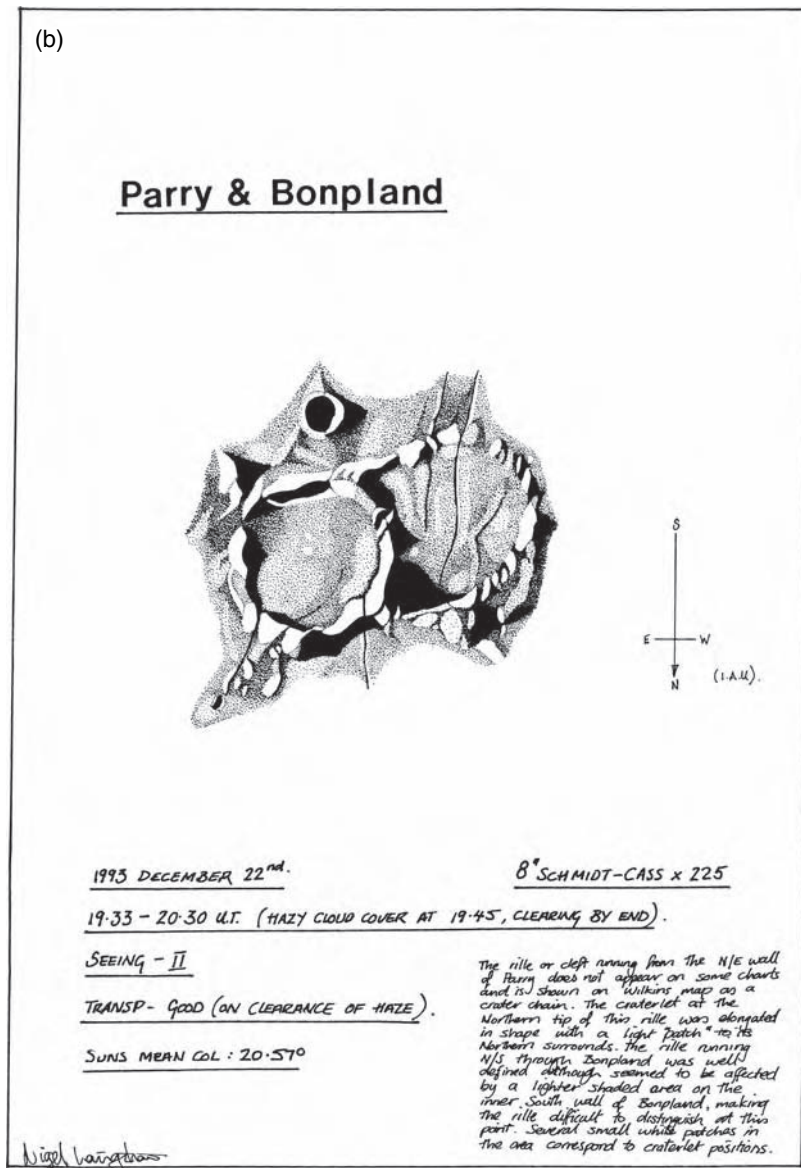 (b)
Parry & Bonpland
S
E W
N
(I.A.U).
1993 DECEMBER 22nd.
8" SCHMIDT-CASS x 225
19·33 – 20·30 U.T. (HAZY CLOUD COVER AT 19·45, CLEARING BY END).
SEEING - II
TRANSP- GOOD (ON CLEARANCE OF HAZE).
SUNS MEAN COL : 20·57°
The rille or cleft running from the N/E wall
of Parry does not appear on some charts
and is shown on Wilkins map as a
crater chain. The craterlet at the
Northern tip of this rille was elongated
in shape with a light "patch" to its
Northern surrounds. The rille running
N/S through Bonpland was well
defined although seemed to be affected
by a lighter shaded area on the
inner South wall of Bonpland, making
the rille difficult to distinguish at this
point. Several small white patches in
the area correspond to craterlet positions.
Nigel